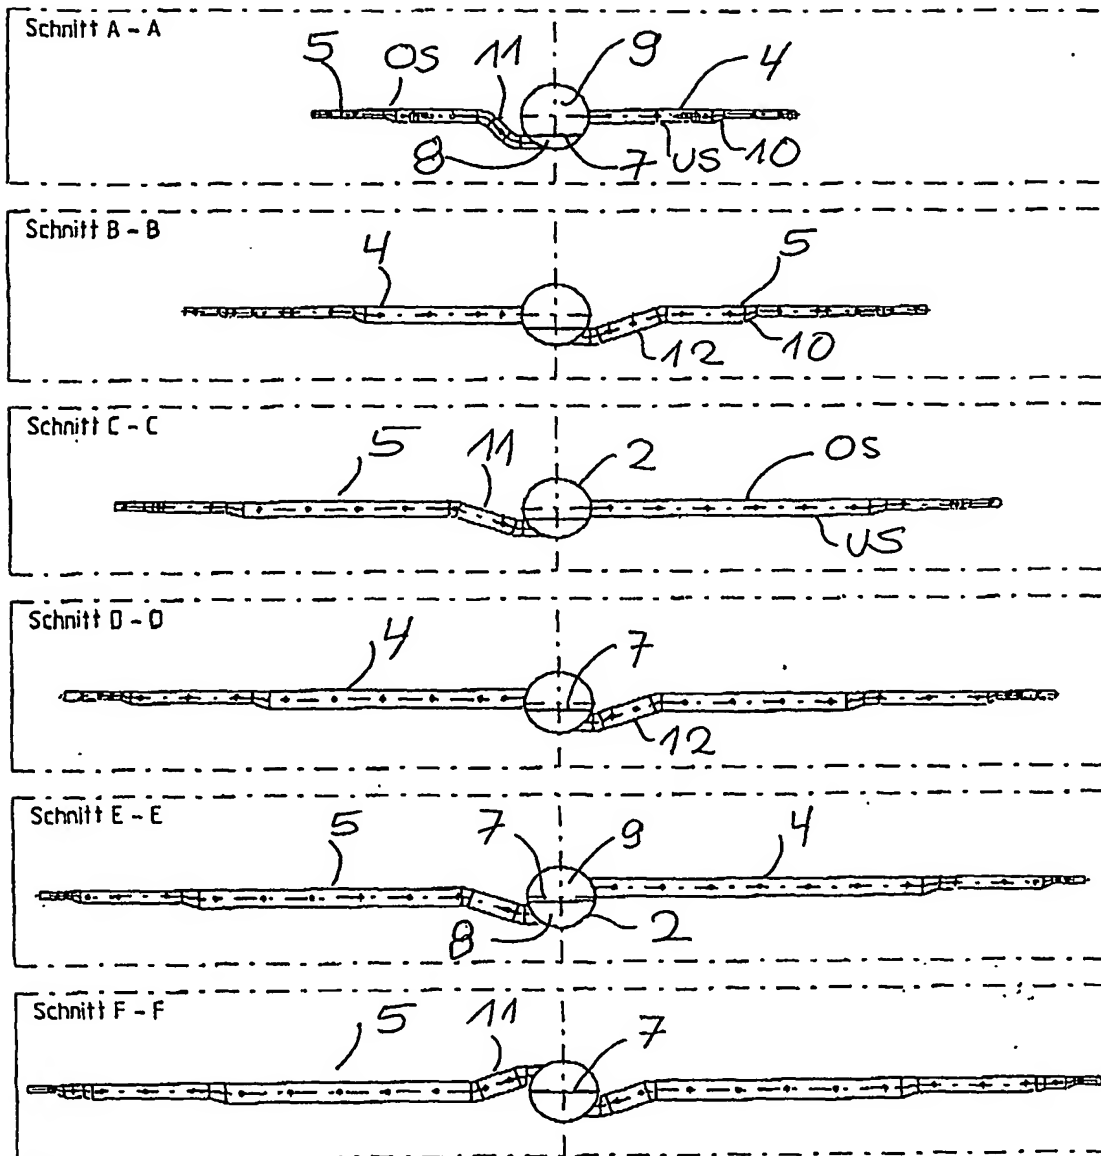 Schnitt A - A
5 OS 11 9 4
8 7 US 10
Schnitt B - B
4 5
12 10
Schnitt C - C
5 11 2 OS
US
Schnitt D - D
4 7
12
Schnitt E - E
5 7 9 4
8 2
Schnitt F - F
5 11 7